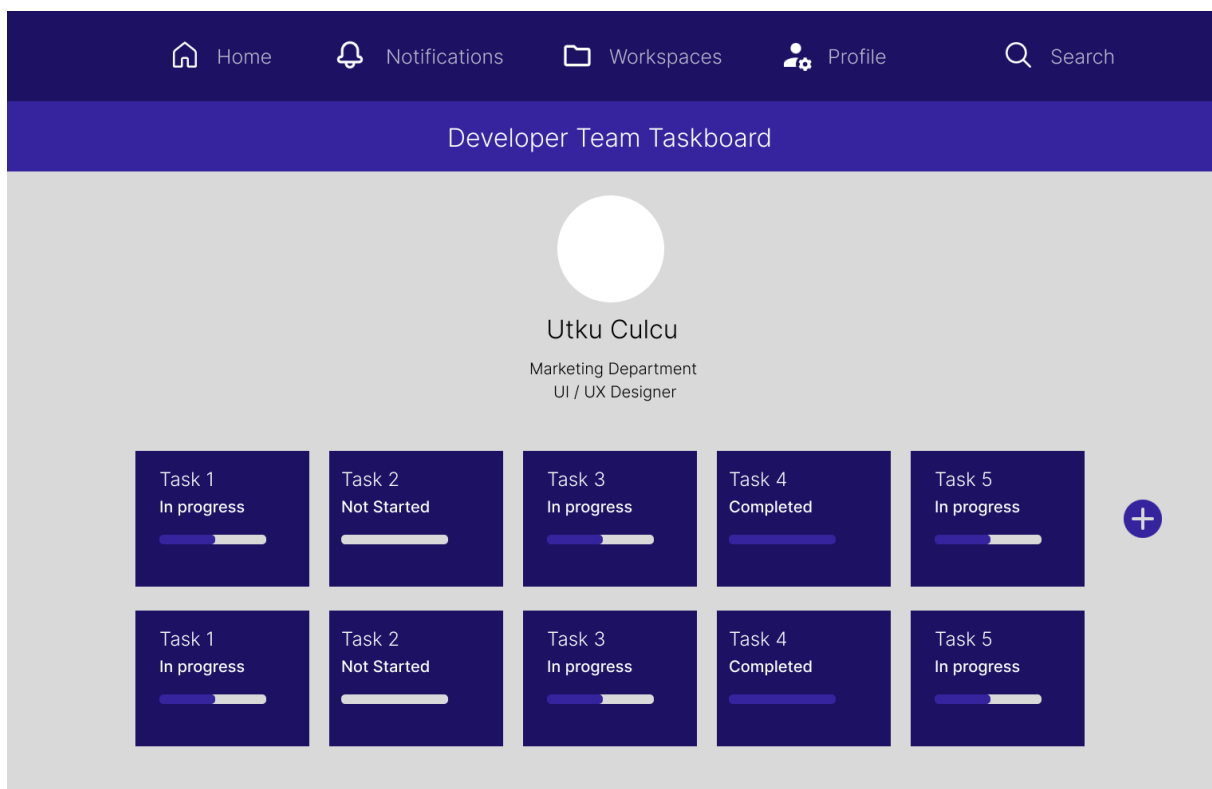 Home Notifications Workspaces Profile Search
Developer Team Taskboard
Utku Culcu
Marketing Department
UI / UX Designer
Task 1
In progress
Task 2
Not Started
Task 3
In progress
Task 4
Completed
Task 5
In progress
Task 1
In progress
Task 2
Not Started
Task 3
In progress
Task 4
Completed
Task 5
In progress